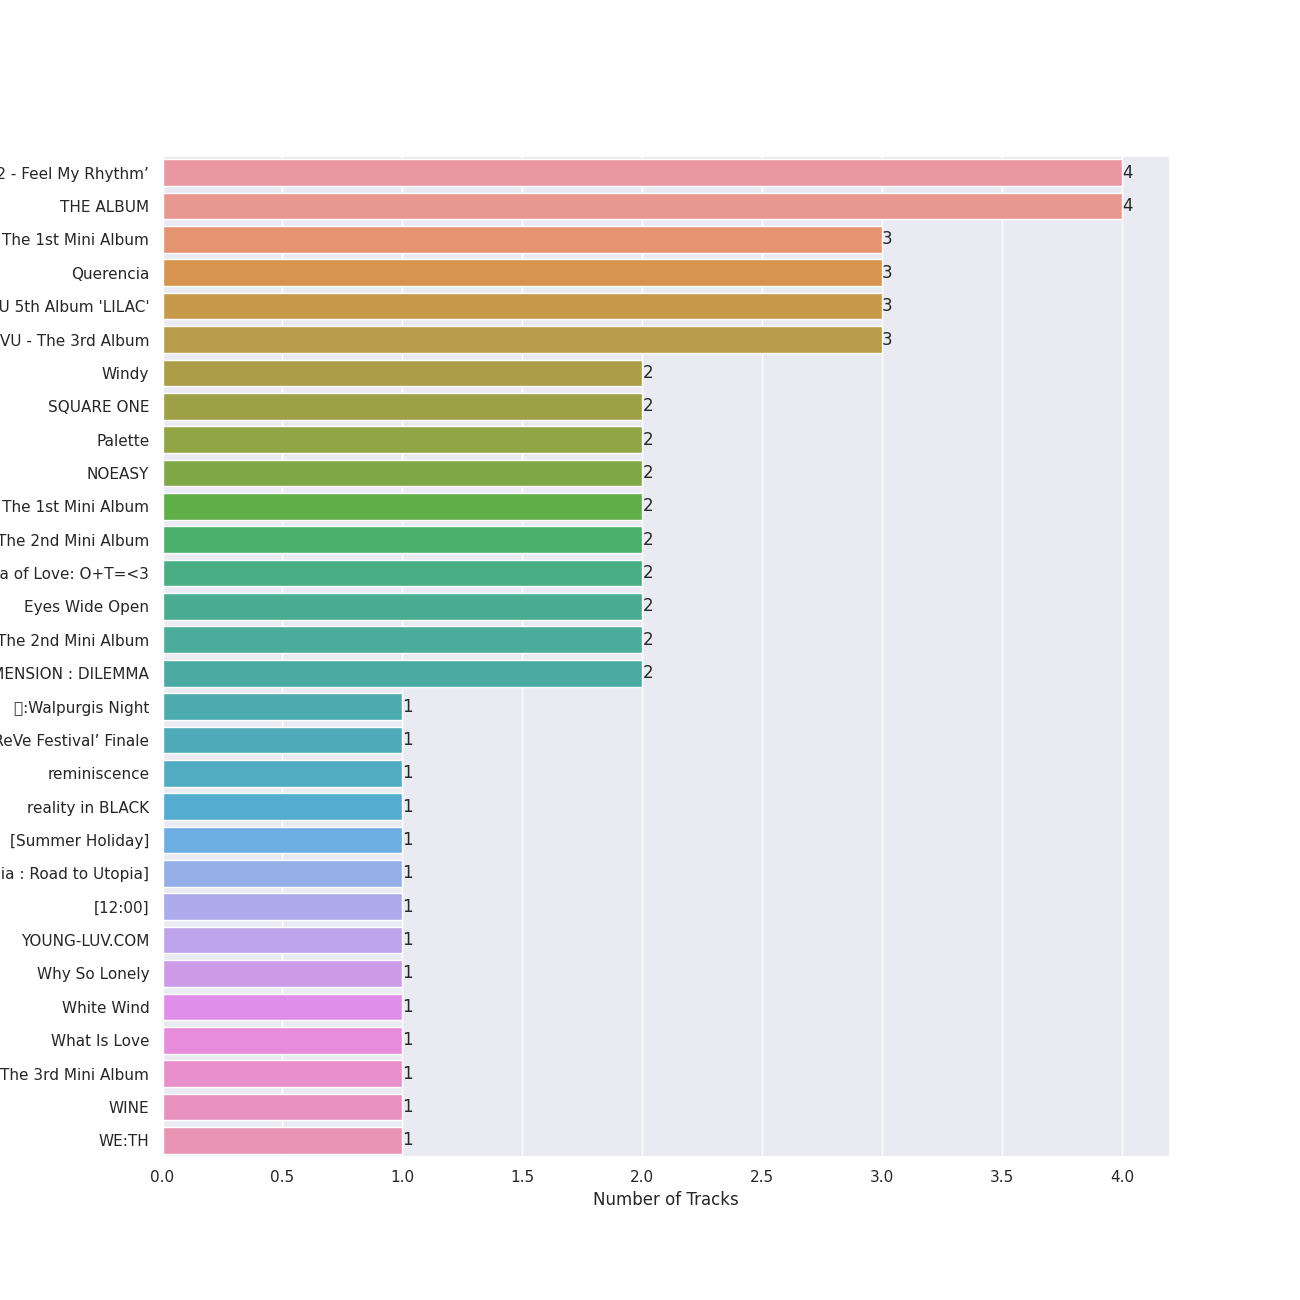 2 - Feel My Rhythm’ 4
THE ALBUM 4
The 1st Mini Album 3
Querencia 3
U 5th Album 'LILAC' 3
VU - The 3rd Album 3
Windy 2
SQUARE ONE 2
Palette 2
NOEASY 2
The 1st Mini Album 2
The 2nd Mini Album 2
a of Love: O+T=<3 2
Eyes Wide Open 2
The 2nd Mini Album 2
MENSION : DILEMMA 2
:Walpurgis Night 1
ReVe Festival’ Finale 1
reminiscence 1
reality in BLACK 1
[Summer Holiday] 1
ia : Road to Utopia] 1
[12:00] 1
YOUNG-LUV.COM 1
Why So Lonely 1
White Wind 1
What Is Love 1
The 3rd Mini Album 1
WINE 1
WE:TH 1
0.0 0.5 1.0 1.5 2.0 2.5 3.0 3.5 4.0
Number of Tracks